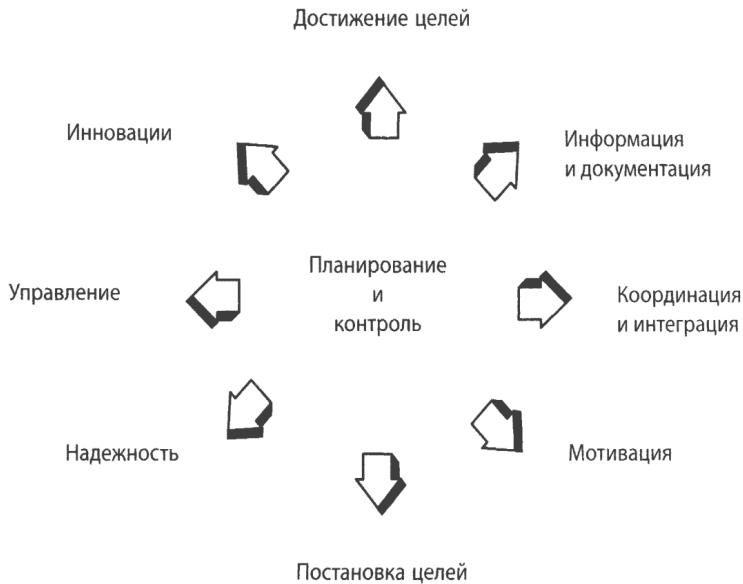 Достижение целей
Инновации
Информация
и документация
Управление
Планирование
и
контроль
Координация
и интеграция
Надежность
Мотивация
Постановка целей